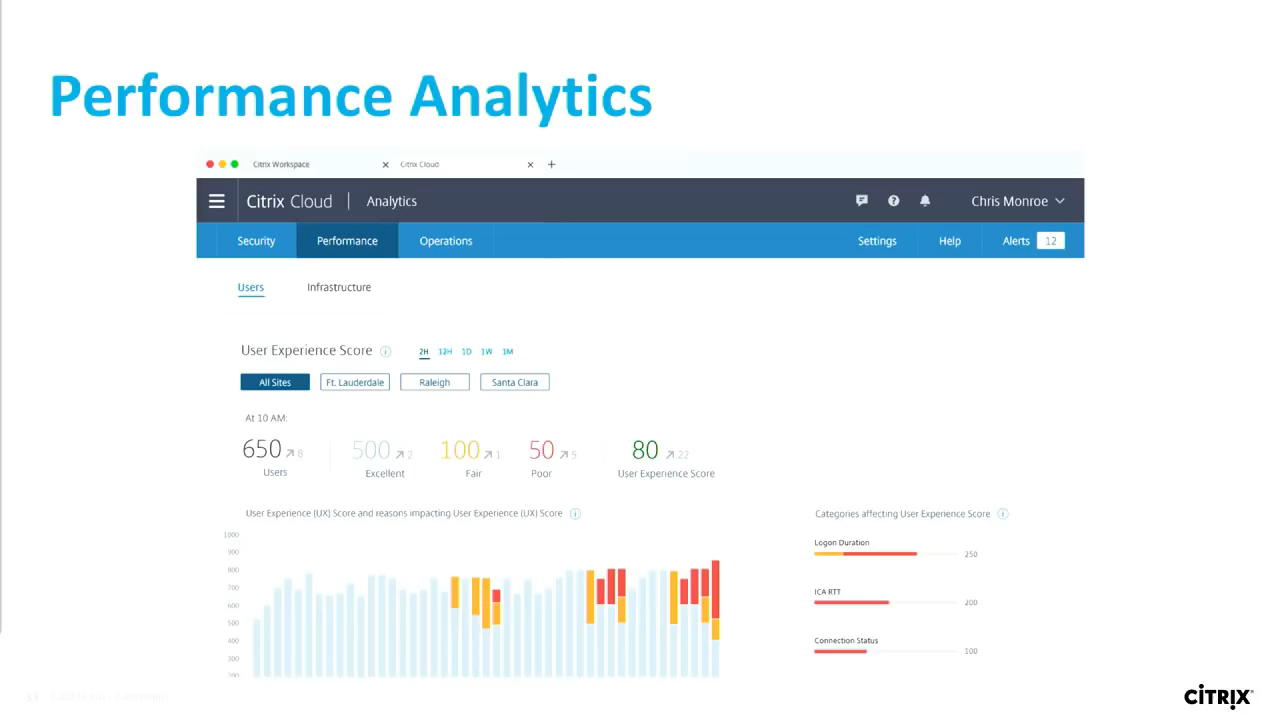 Performance Analytics
Citrix Workspace
Citrix Cloud
Citrix Cloud | Analytics
Chris Monroe
Security Performance Operations Settings Help Alerts 12
Users Infrastructure
User Experience Score 2H 12H 1D 1W 1M
All Sites Ft. Lauderdale Raleigh Santa Clara
At 10 AM:
650 8 500 2 100 1 50 5 80 22
Users Excellent Fair Poor User Experience Score
User Experience (UX) Score and reasons impacting User Experience (UX) Score
1000
900
800
700
600
500
400
300
200
Categories affecting User Experience Score
Logon Duration
250
ICA RTT
200
Connection Status
100
CITRIX